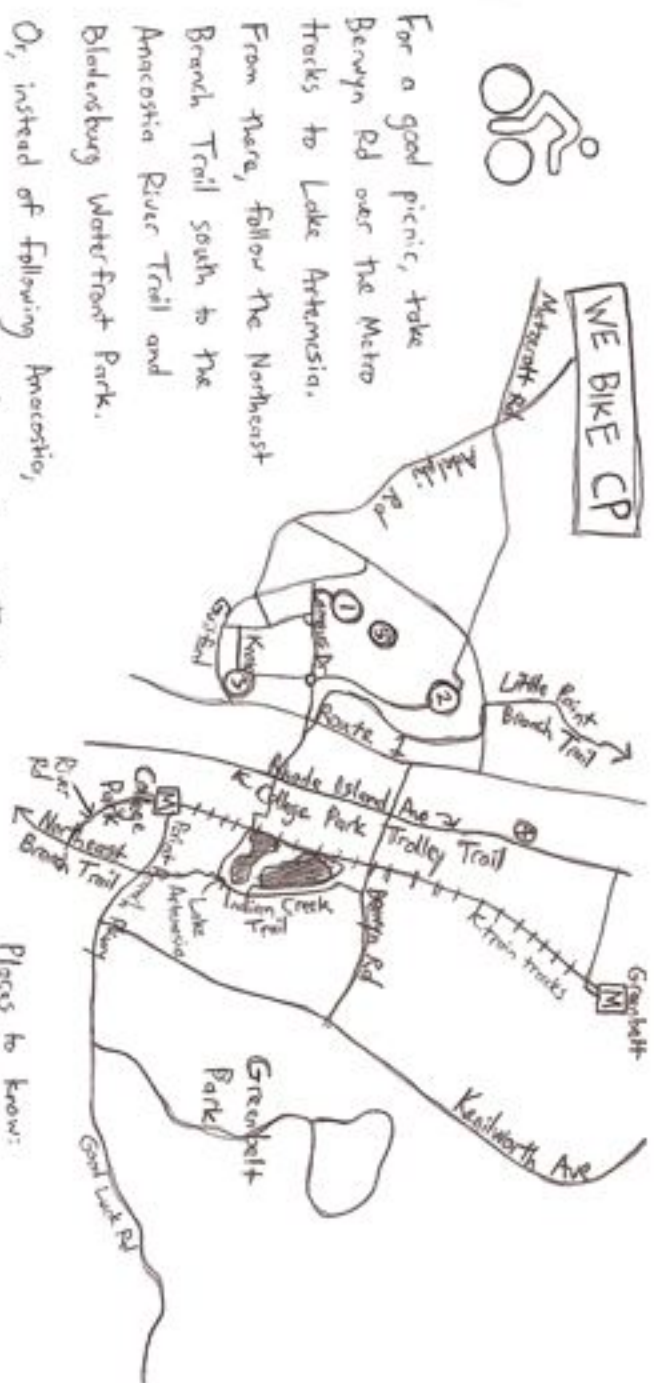 WE BIKE CP
For a good picnic, take
Berwyn Rd over the Metro
tracks to Lake Artemesia.
From there, follow the Northeast
Branch Trail south to the
Anacostia River Trail and
Bladensburg Waterfront Park.
Or, instead of following Anacostia,
Metzerott Rd
Adelphi
Rd
Little Paint
Branch Trail
1
5
2
3
Campus Dr
Knox
Guilford
Route 1
Rhode Island Ave
College Park Trolley Trail
Greenbelt
M
train tracks
Berwyn Rd
Kenilworth Ave
Indian Creek
Trail
Lake
Artemesia
M
College
Park
River
Rd
Northeast
Branch Trail
Paint
Pkwy
Greenbelt
Park
Good Luck Rd
Places to know: